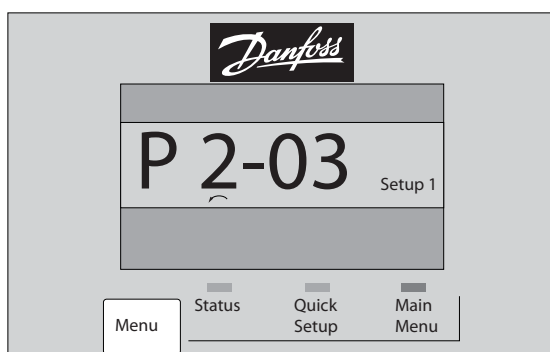 Danfoss
P 2-03
Setup 1
Status
Quick Setup
Main Menu
Menu